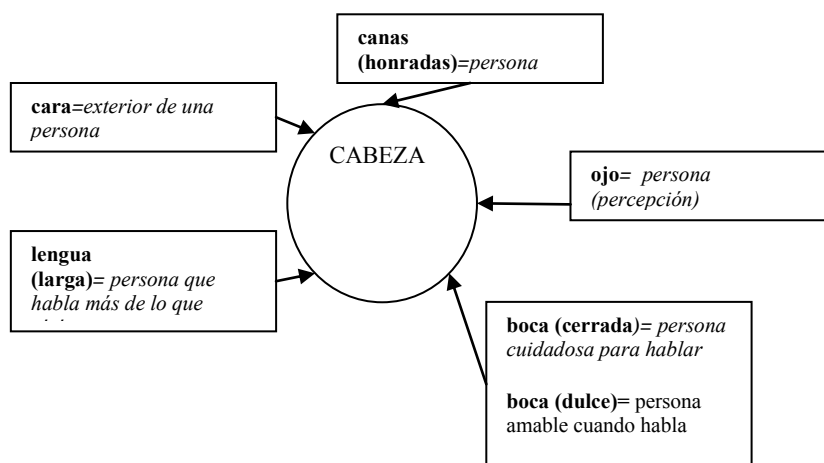 canas
(honradas)=persona
cara=exterior de una
persona
CABEZA
ojo= persona
(percepción)
lengua
(larga)= persona que
habla más de lo que
boca (cerrada)= persona
cuidadosa para hablar
boca (dulce)= persona
amable cuando habla